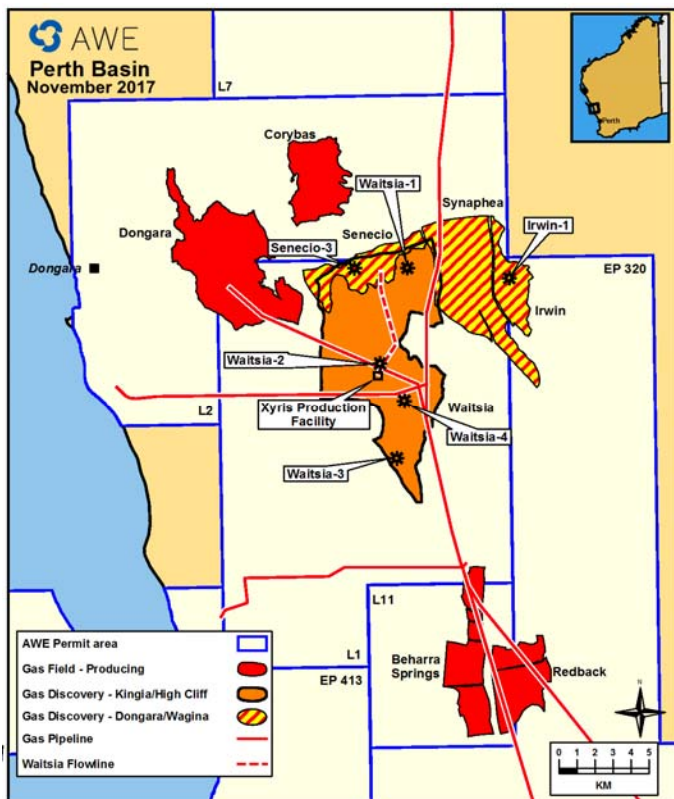 AWE
Perth Basin
November 2017
Perth
L7
Corybas
Waitsia-1
Synaphea
Dongara
Senecio
Irwin-1
Senecio-3
Dongara
EP 320
Irwin
Waitsia-2
L2
Xyris Production
Facility
Waitsia
Waitsia-4
Waitsia-3
L11
AWE Permit area
L1
Gas Field - Producing
Beharra
Springs
Redback
EP 413
Gas Discovery - Kingia/High Cliff
Gas Discovery - Dongara/Wagina
N
Gas Pipeline
Waitsia Flowline
0 1 2 3 4 5
KM